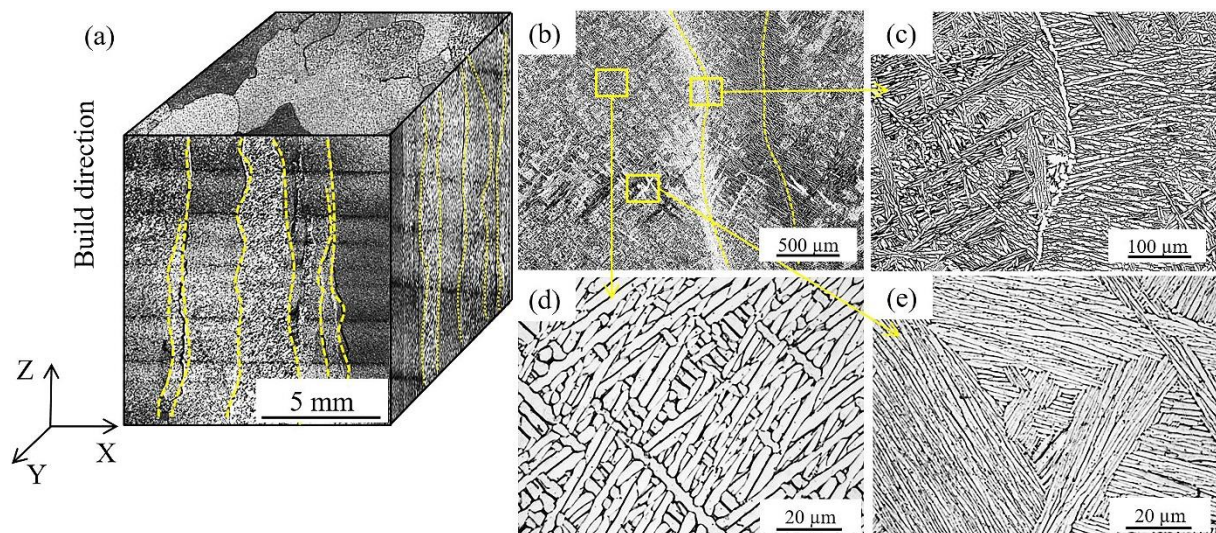 (a)
Build direction
5 mm
Z
X
Y
(b)
500 μm
(c)
100 μm
(d)
20 μm
(e)
20 μm